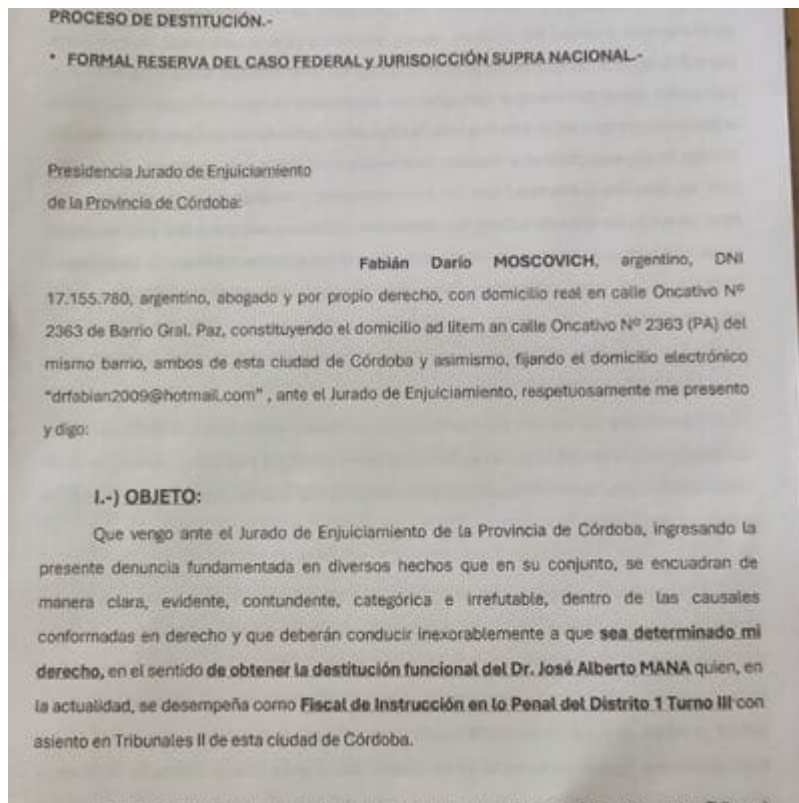 PROCESO DE DESTITUCIÓN.-
* FORMAL RESERVA DEL CASO FEDERAL y JURISDICCIÓN SUPRA NACIONAL.-
Presidencia Jurado de Enjuiciamiento
de la Provincia de Córdoba:
Fabián Darío MOSCOVICH, argentino, DNI
17.155.780, argentino, abogado y por propio derecho, con domicilio real en calle Oncativo Nº
2363 de Barrio Gral. Paz, constituyendo el domicilio ad litem an calle Oncativo Nº 2363 (PA) del
mismo barrio, ambos de esta ciudad de Córdoba y asimismo, fijando el domicilio electrónico
"drfabian2009@hotmail.com" , ante el Jurado de Enjuiciamiento, respetuosamente me presento
y digo:
I.-) OBJETO:
Que vengo ante el Jurado de Enjuiciamiento de la Provincia de Córdoba, ingresando la
presente denuncia fundamentada en diversos hechos que en su conjunto, se encuadran de
manera clara, evidente, contundente, categórica e irrefutable, dentro de las causales
conformadas en derecho y que deberán conducir inexorablemente a que sea determinado mi
derecho, en el sentido de obtener la destitución funcional del Dr. José Alberto MANA quien, en
la actualidad, se desempeña como Fiscal de Instrucción en lo Penal del Distrito 1 Turno III con
asiento en Tribunales II de esta ciudad de Córdoba.